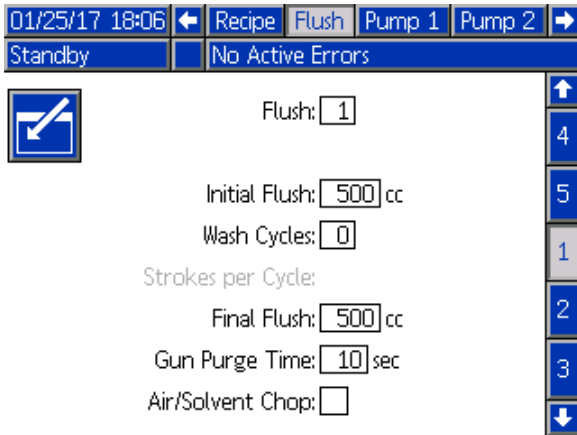 01/25/17 18:06 Recipe Flush Pump 1 Pump 2
Standby No Active Errors
Flush: 1
4
Initial Flush: 500 cc
5
Wash Cycles: 0
1
Strokes per Cycle:
Final Flush: 500 cc
2
Gun Purge Time: 10 sec
3
Air/Solvent Chop: